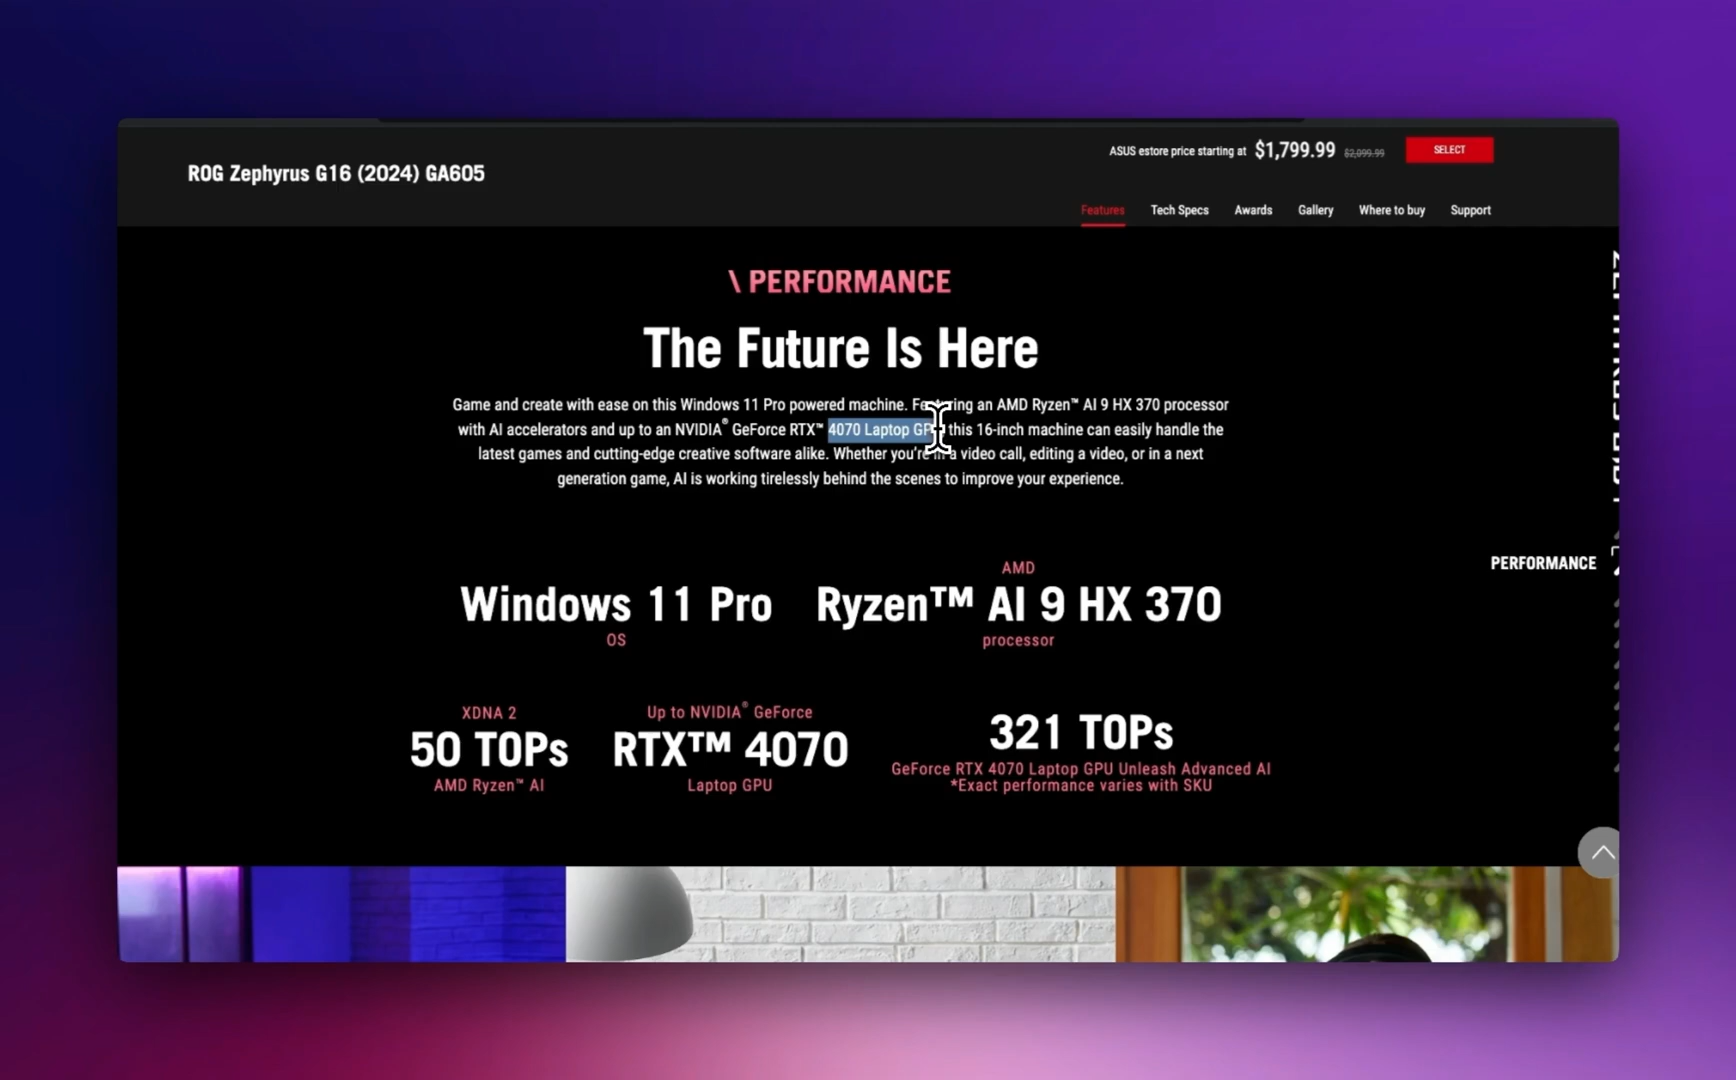 ROG Zephyrus G16 (2024) GA605
ASUS estore price starting at $1,799.99 $2,099.99 SELECT
Features Tech Specs Awards Gallery Where to buy Support
\ PERFORMANCE
The Future Is Here
Game and create with ease on this Windows 11 Pro powered machine. Featuring an AMD Ryzen™ AI 9 HX 370 processor
with AI accelerators and up to an NVIDIA® GeForce RTX™ 4070 Laptop GPU this 16-inch machine can easily handle the
latest games and cutting-edge creative software alike. Whether you're in a video call, editing a video, or in a next
generation game, AI is working tirelessly behind the scenes to improve your experience.
PERFORMANCE
Windows 11 Pro
OS
AMD
Ryzen™ AI 9 HX 370
processor
XDNA 2
50 TOPs
AMD Ryzen™ AI
Up to NVIDIA® GeForce
RTX™ 4070
Laptop GPU
321 TOPs
GeForce RTX 4070 Laptop GPU Unleash Advanced AI
*Exact performance varies with SKU